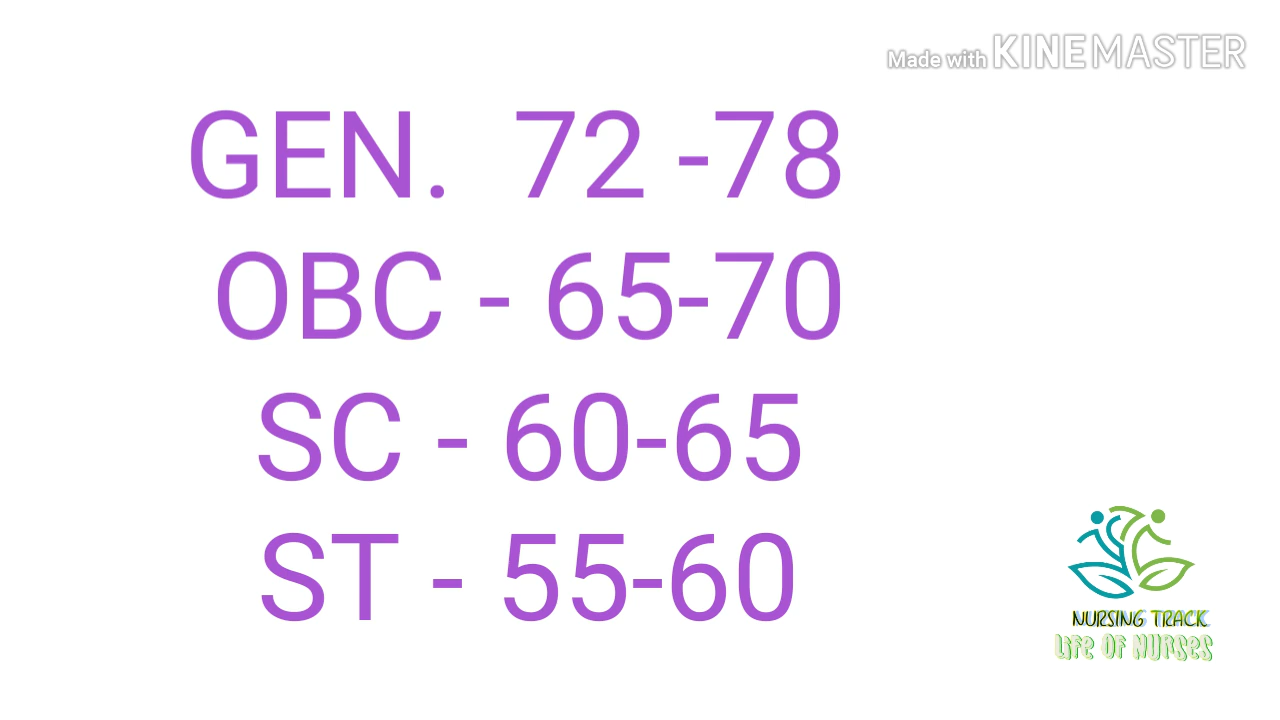 Made with KINEMASTER
GEN. 72 -78
OBC - 65-70
SC - 60-65
ST - 55-60
NURSING TRACK
LIFE OF NURSES